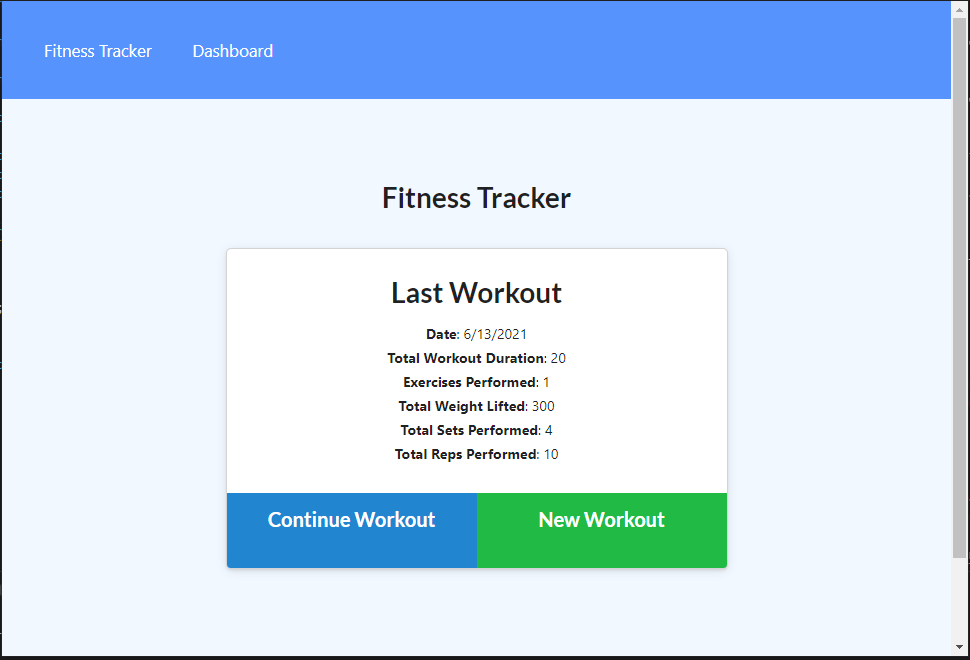 Fitness Tracker Dashboard
Fitness Tracker
Last Workout
Date: 6/13/2021
Total Workout Duration: 20
Exercises Performed: 1
Total Weight Lifted: 300
Total Sets Performed: 4
Total Reps Performed: 10
Continue Workout New Workout